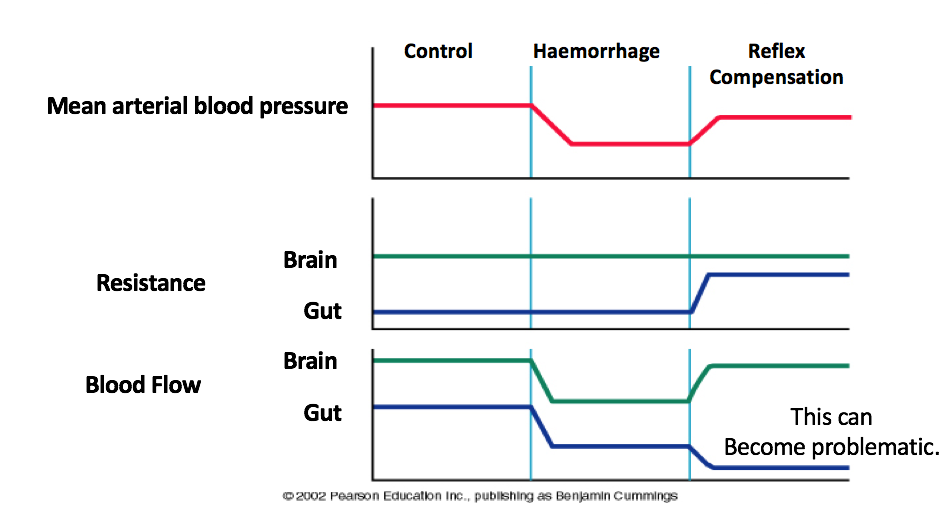 Control
Haemorrhage
Reflex
Compensation
Mean arterial blood pressure
Brain
Resistance
Gut
Brain
Blood Flow
Gut
This can
Become problematic.
© 2002 Pearson Education Inc., publishing as Benjamin Cummings